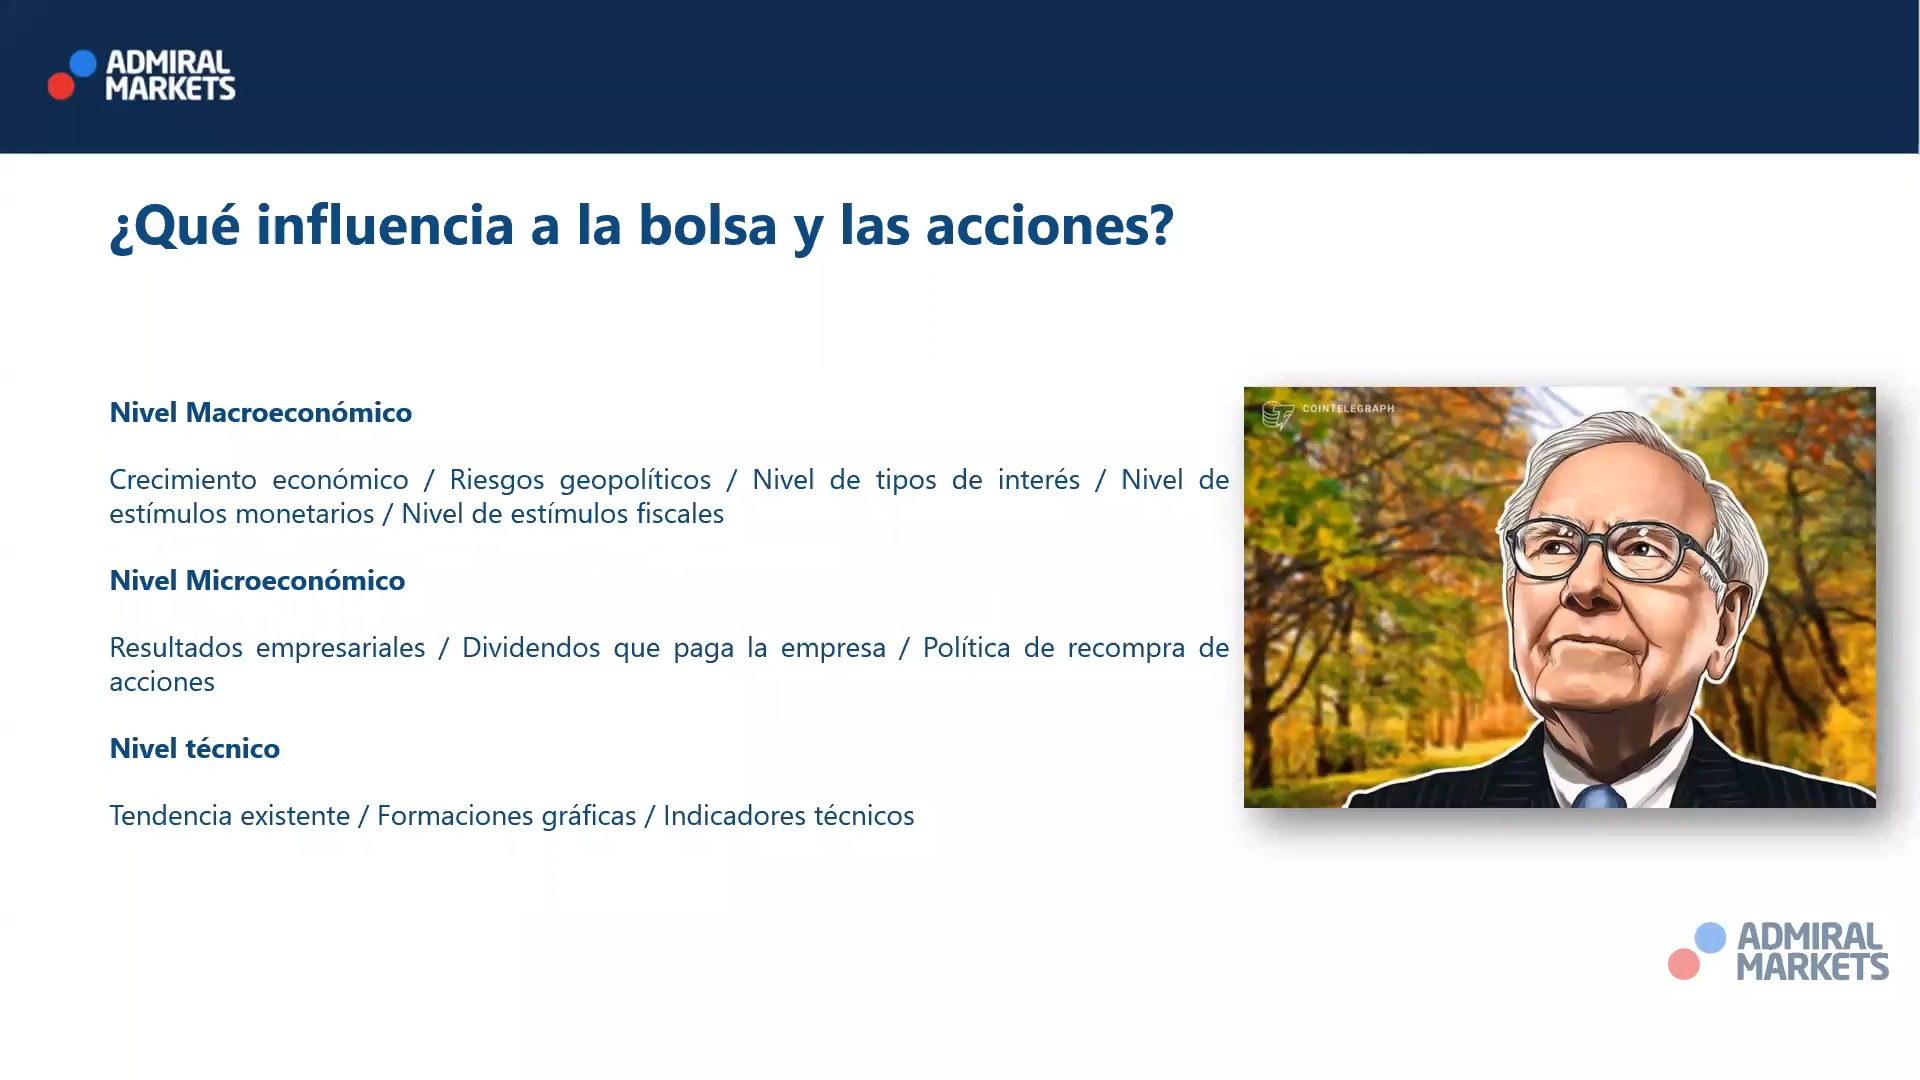 ADMIRAL
MARKETS
¿Qué influencia a la bolsa y las acciones?
Nivel Macroeconómico
Crecimiento económico / Riesgos geopolíticos / Nivel de tipos de interés / Nivel de
estímulos monetarios / Nivel de estímulos fiscales
Nivel Microeconómico
Resultados empresariales / Dividendos que paga la empresa / Política de recompra de
acciones
Nivel técnico
Tendencia existente / Formaciones gráficas / Indicadores técnicos
COINTELEGRAPH
ADMIRAL
MARKETS